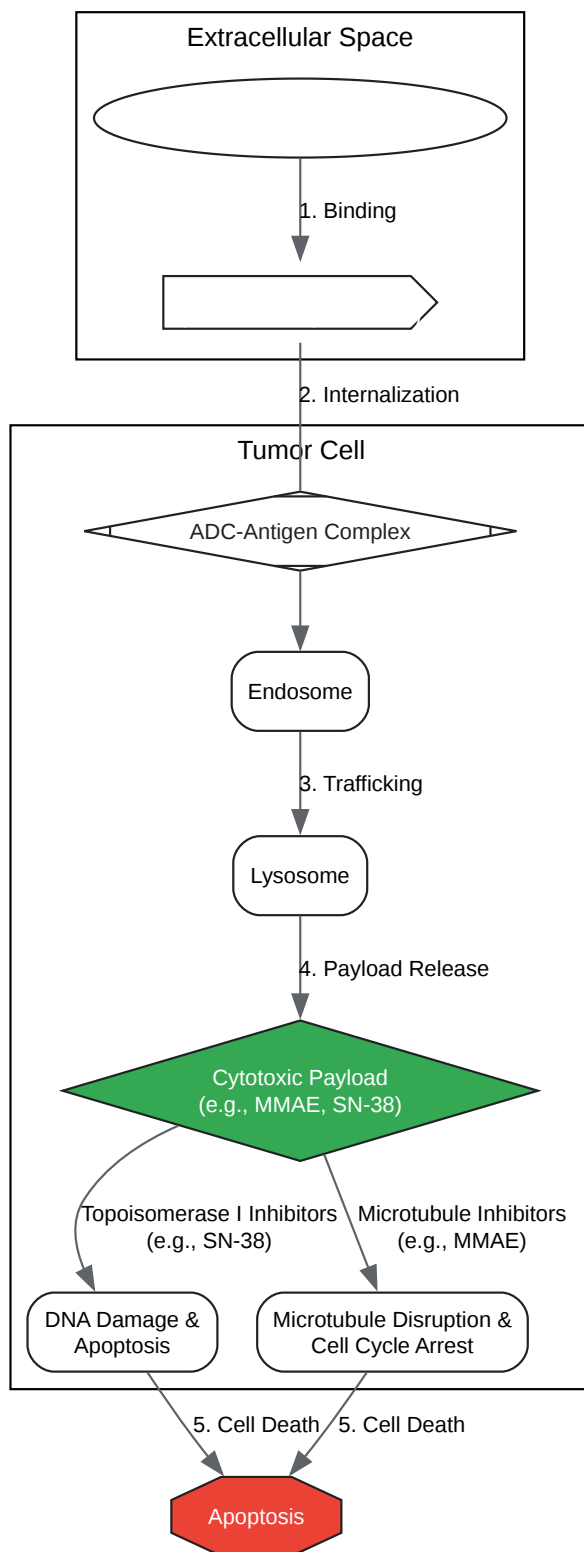 Extracellular Space
1. Binding
2. Internalization
Tumor Cell
ADC-Antigen Complex
Endosome
3. Trafficking
Lysosome
4. Payload Release
Cytotoxic Payload
(e.g., MMAE, SN-38)
Topoisomerase I Inhibitors
(e.g., SN-38)
Microtubule Inhibitors
(e.g., MMAE)
DNA Damage &
Apoptosis
Microtubule Disruption &
Cell Cycle Arrest
5. Cell Death
5. Cell Death
Apoptosis